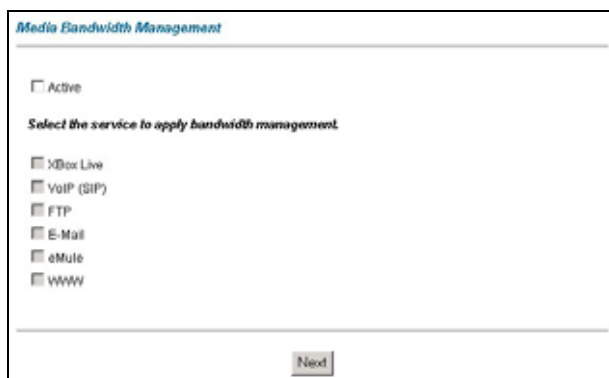 Media Bandwidth Management
Active
Select the service to apply bandwidth management.
XBox Live
VoIP (SIP)
FTP
E-Mail
eMule
WWW
Next